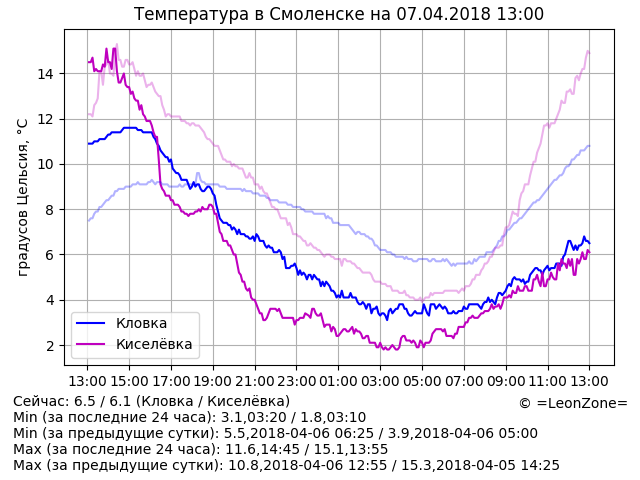 Температура в Смоленске на 07.04.2018 13:00
градусов Цельсия, °C
14
12
10
8
6
4
2
Кловка
Киселёвка
13:00 15:00 17:00 19:00 21:00 23:00 01:00 03:00 05:00 07:00 09:00 11:00 13:00
Сейчас: 6.5 / 6.1 (Кловка / Киселёвка)
© =LeonZone=
Min (за последние 24 часа): 3.1,03:20 / 1.8,03:10
Min (за предыдущие сутки): 5.5,2018-04-06 06:25 / 3.9,2018-04-06 05:00
Max (за последние 24 часа): 11.6,14:45 / 15.1,13:55
Max (за предыдущие сутки): 10.8,2018-04-06 12:55 / 15.3,2018-04-05 14:25